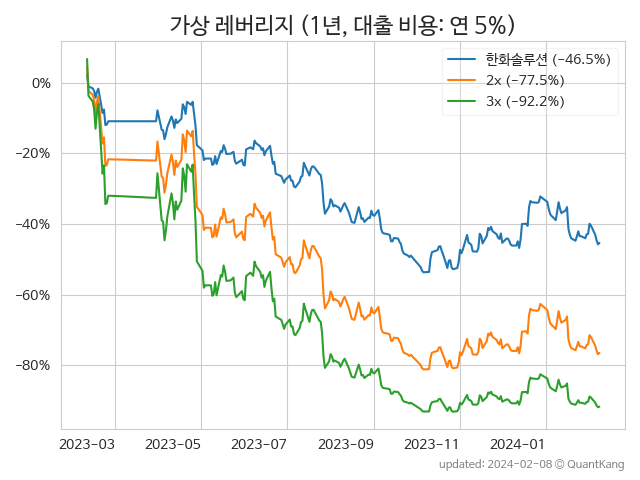 가상 레버리지 (1년, 대출 비용: 연 5%)
한화솔루션 (−46.5%)
2x (−77.5%)
3x (−92.2%)
0%
−20%
−40%
−60%
−80%
2023-03 2023-05 2023-07 2023-09 2023-11 2024-01
updated: 2024-02-08 © QuantKang